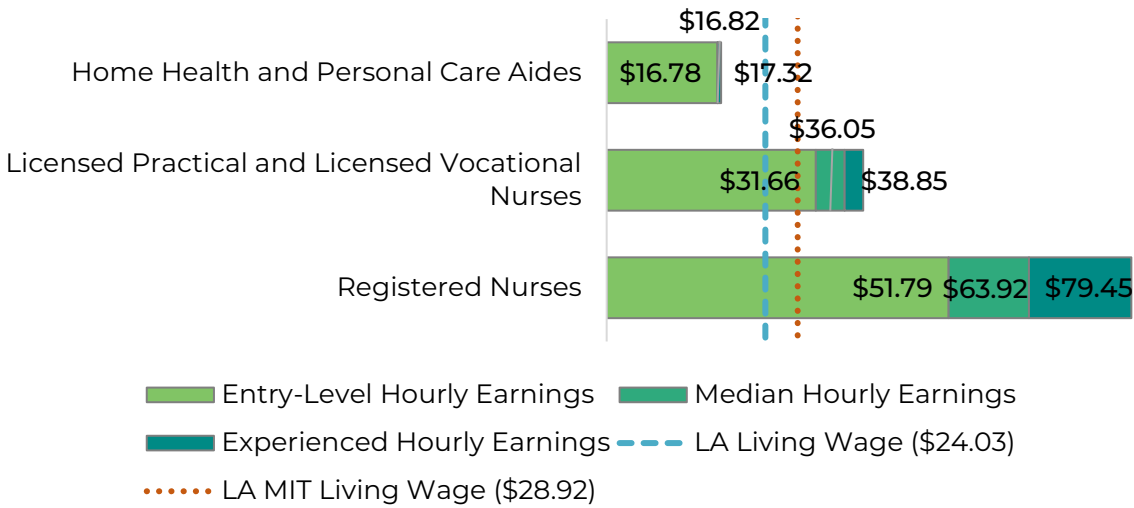 $16.82
Home Health and Personal Care Aides
$16.78
$17.32
$36.05
Licensed Practical and Licensed Vocational
Nurses
$31.66
$38.85
Registered Nurses
$51.79
$63.92
$79.45
Entry-Level Hourly Earnings
Median Hourly Earnings
Experienced Hourly Earnings
LA Living Wage ($24.03)
LA MIT Living Wage ($28.92)